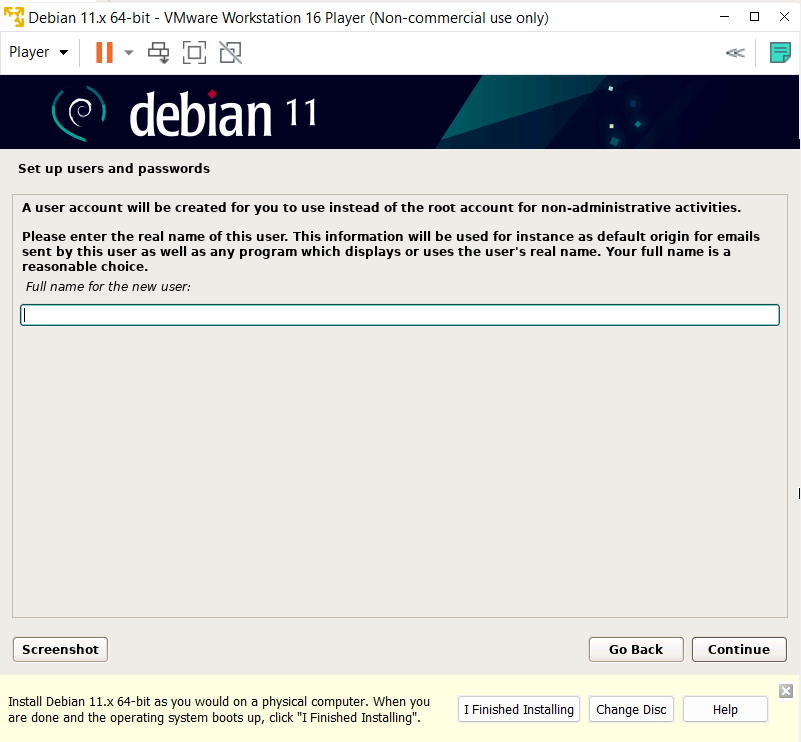 Debian 11.x 64-bit - VMware Workstation 16 Player (Non-commercial use only)
Player
debian 11
Set up users and passwords
A user account will be created for you to use instead of the root account for non-administrative activities.
Please enter the real name of this user. This information will be used for instance as default origin for emails
sent by this user as well as any program which displays or uses the user's real name. Your full name is a
reasonable choice.
Full name for the new user:
Screenshot
Go Back
Continue
Install Debian 11.x 64-bit as you would on a physical computer. When you
are done and the operating system boots up, click "I Finished Installing".
I Finished Installing
Change Disc
Help